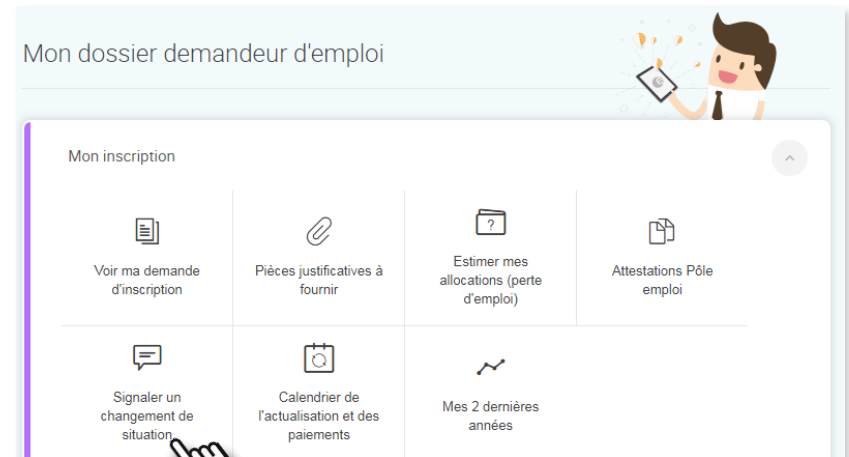 Mon dossier demandeur d'emploi
Mon inscription
Voir ma demande
d'inscription
Pièces justificatives à
fournir
?
Estimer mes
allocations (perte
d'emploi)
Attestations Pôle
emploi
Signaler un
changement de
situation
Calendrier de
l'actualisation et des
paiements
Mes 2 dernières
années